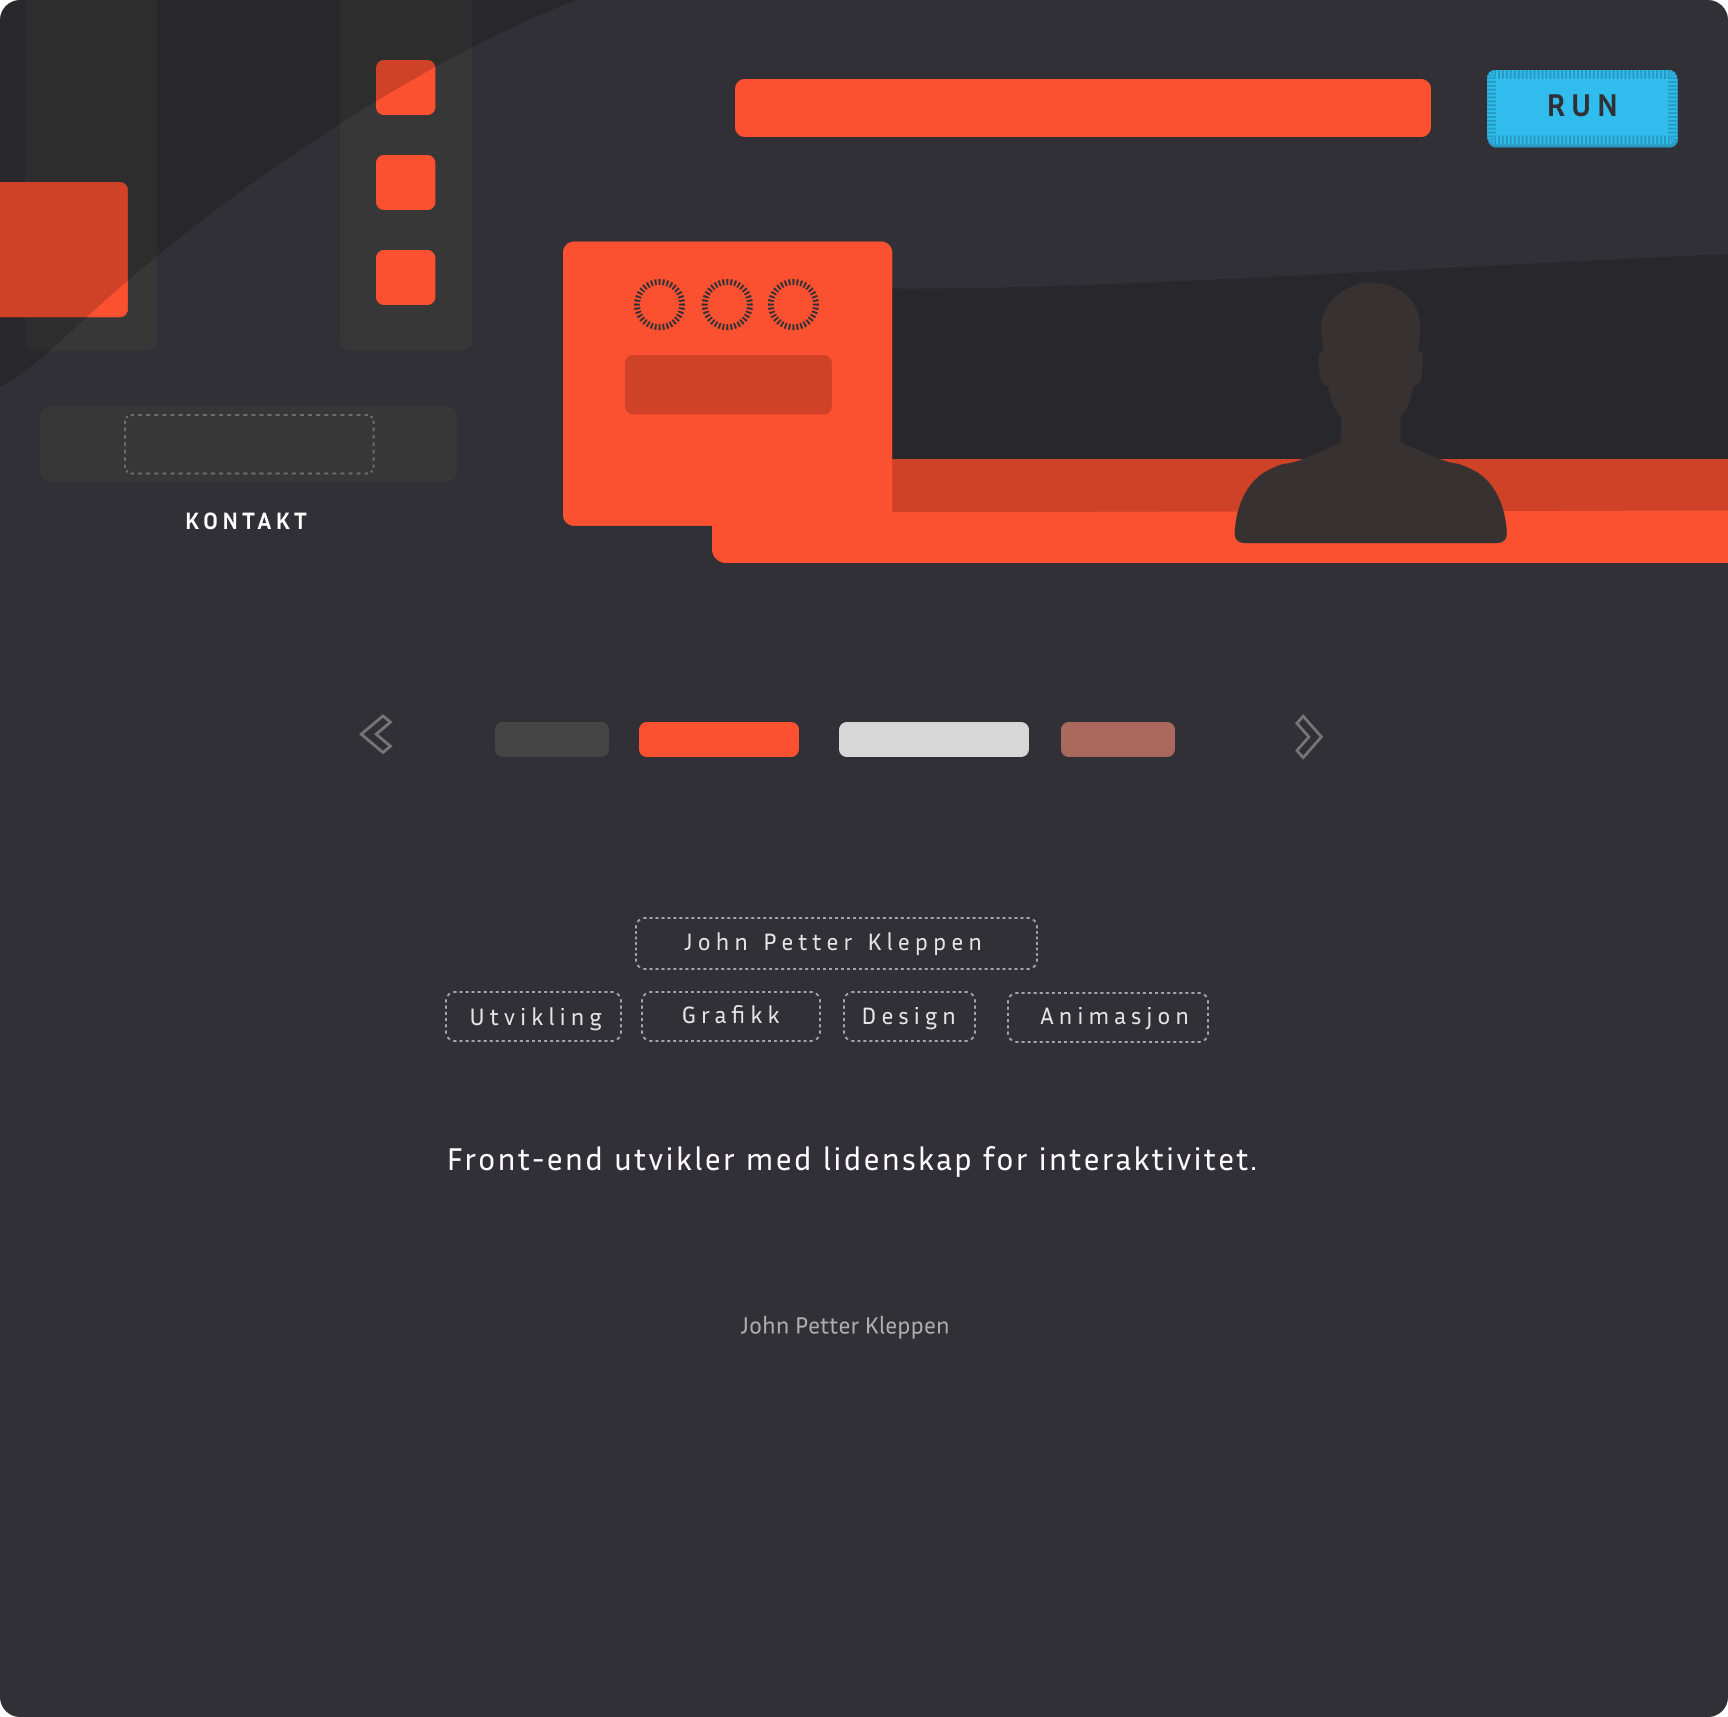 RUN
KONTAKT
John Petter Kleppen
Utvikling Grafikk Design Animasjon
Front-end utvikler med lidenskap for interaktivitet.
John Petter Kleppen